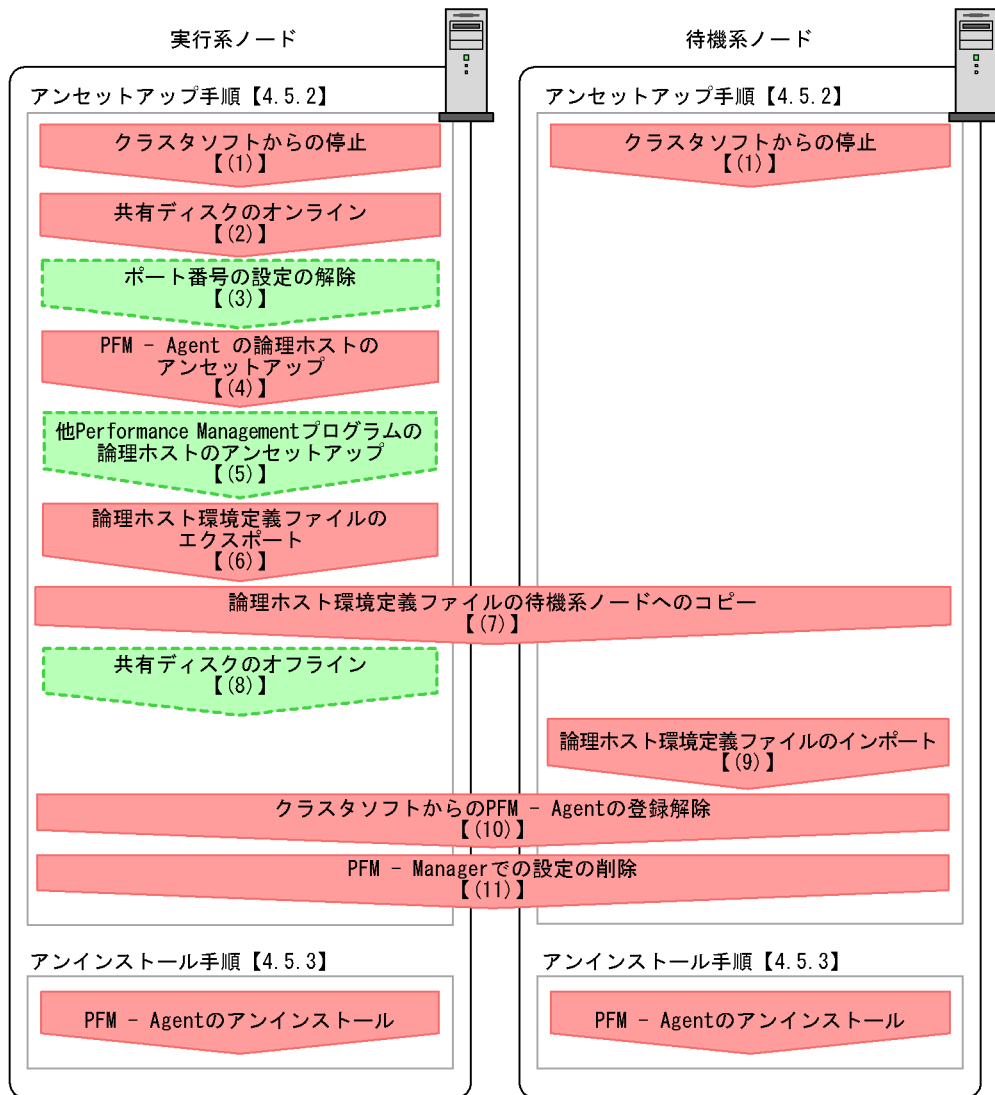 実行系ノード
待機系ノード
アンセットアップ手順【4.5.2】
クラスタソフトからの停止
【(1)】
共有ディスクのオンライン
【(2)】
ポート番号の設定の解除
【(3)】
PFM - Agent の論理ホストの
アンセットアップ
【(4)】
他Performance Managementプログラムの
論理ホストのアンセットアップ
【(5)】
論理ホスト環境定義ファイルの
エクスポート
【(6)】
アンセットアップ手順【4.5.2】
クラスタソフトからの停止
【(1)】
論理ホスト環境定義ファイルの待機系ノードへのコピー
【(7)】
共有ディスクのオフライン
【(8)】
論理ホスト環境定義ファイルのインポート
【(9)】
クラスタソフトからのPFM - Agentの登録解除
【(10)】
PFM - Managerでの設定の削除
【(11)】
アンインストール手順【4.5.3】
PFM - Agentのアンインストール
アンインストール手順【4.5.3】
PFM - Agentのアンインストール